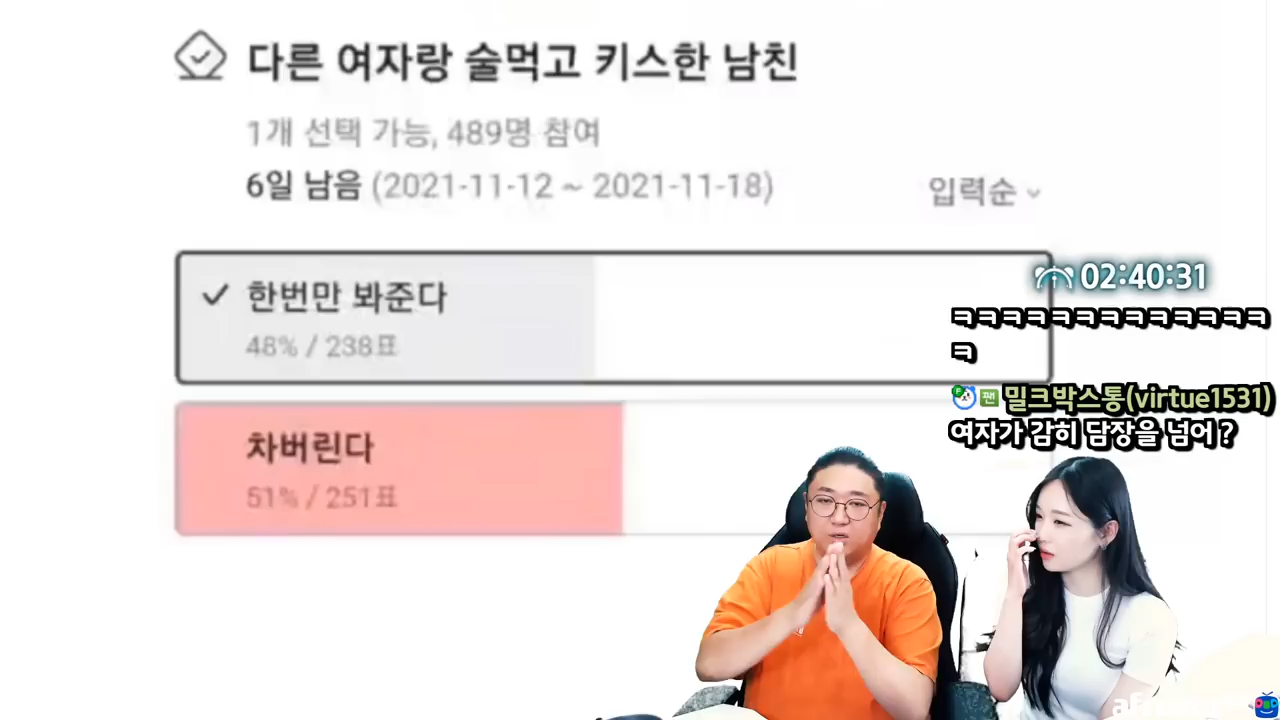 다른 여자랑 술먹고 키스한 남친
1개 선택 가능, 489명 참여
6일 남음 (2021-11-12 ~ 2021-11-18)
입력순
한번만 봐준다
48% / 238표
차버린다
51% / 251표
02:40:31
ㅋㅋㅋㅋㅋㅋㅋㅋㅋㅋㅋㅋㅋ
ㅋ
팬 밀크박스통(virtue1531)
여자가 감히 담장을 넘어?